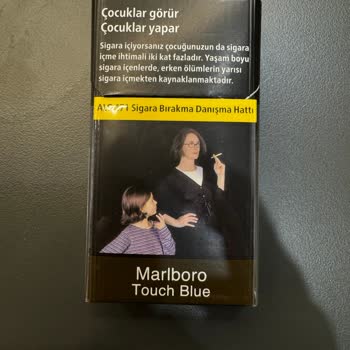 Çocuklar görür
Çocuklar yapar
Sigara içiyorsanız çocuğunuzun da sigara
içme ihtimali iki kat fazladır. Yaşam boyu
sigara içenlerde, erken ölümlerin yarısı
sigara içmekten kaynaklanmaktadır.
Sigara Bırakma Danışma Hattı
Marlboro
Touch Blue